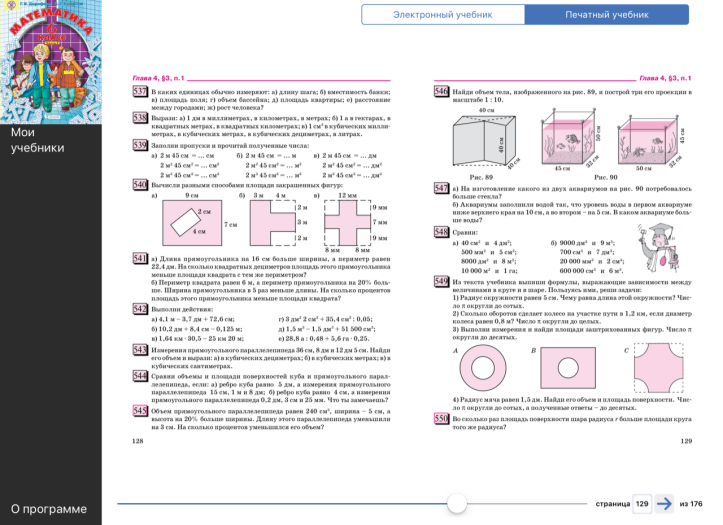 МАТЕМАТИКА
6
Мои
учебники
О программе
Электронный учебник
Печатный учебник
Глава 4, §3, п.1
537 В каких единицах обычно измеряют: а) длину шага; б) вместимость банки;
в) площадь поля; г) объем бассейна; д) площадь квартиры; е) расстояние
между городами; ж) рост человека?
538 Вырази: а) 1 дм в миллиметрах, в километрах, в метрах; б) 1 а в гектарах, в
квадратных метрах, в квадратных километрах; в) 1 см³ в кубических милли-
метрах, в кубических метрах, в кубических дециметрах, в литрах.
539 Заполни пропуски и прочитай полученные числа:
а) 2 м 45 см = ... см б) 2 м 45 см = ... м в) 2 м 45 см = ... дм
2 м² 45 см² = ... см² 2 м² 45 см² = ... м² 2 м² 45 см² = ... дм²
2 м³ 45 см³ = ... см³ 2 м³ 45 см³ = ... м³ 2 м³ 45 см³ = ... дм³
540 Вычисли разными способами площади закрашенных фигур:
а) 9 см б) 3 м 4 м в) 12 мм
2 см 2 м 9 мм
4 см 7 см 3 м 7 мм
2 м 9 мм
8 мм 8 мм
541 а) Длина прямоугольника на 16 см больше ширины, а периметр равен
22,4 дм. На сколько квадратных дециметров площадь этого прямоугольника
меньше площади квадрата с тем же периметром?
б) Периметр квадрата равен 6 м, а периметр прямоугольника на 20% боль-
ше. Ширина прямоугольника в 5 раз меньше длины. На сколько процентов
площадь этого прямоугольника меньше площади квадрата?
542 Выполни действия:
а) 4,1 м – 3,7 дм + 72,6 см; г) 3 дм² 2 см² + 35,4 см² : 0,05;
б) 10,2 дм + 8,4 см – 0,125 м; д) 1,5 м³ – 1,5 дм³ + 51 500 см³;
в) 1,64 км · 30,5 – 25 км 20 м; е) 28,8 а : 0,48 + 5,6 га · 0,25.
543 Измерения прямоугольного параллелепипеда 36 см, 8 дм и 12 дм 5 см. Найди
его объем и вырази: а) в кубических дециметрах; б) в кубических метрах; в) в
кубических сантиметрах.
544 Сравни объемы и площади поверхностей куба и прямоугольного парал-
лелепипеда, если: а) ребро куба равно 5 дм, а измерения прямоугольного
параллелепипеда 15 см, 1 м и 8 дм; б) ребро куба равно 4 см, а измерения
прямоугольного параллелепипеда 0,2 дм, 3 см и 25 мм. Что ты замечаешь?
545 Объем прямоугольного параллелепипеда равен 240 см³, ширина – 5 см, а
высота на 20% больше ширины. Длину этого параллелепипеда уменьшили
на 3 см. На сколько процентов уменьшился его объем?
128
Глава 4, §3, п.1
546 Найди объем тела, изображенного на рис. 89, и построй три его проекции в
масштабе 1 : 10.
40 см
40 см
40 см
50 см
45 см
32 см
45 см
50 см
32 см
Рис. 89 Рис. 90
547 а) На изготовление какого из двух аквариумов на рис. 90 потребовалось
больше стекла?
б) Аквариумы заполнили водой так, что уровень воды в первом аквариуме
ниже верхнего края на 10 см, а во втором – на 5 см. В каком аквариуме боль-
ше воды?
548 Сравни:
а) 40 см² и 4 дм²; б) 9000 дм³ и 9 м³;
500 мм² и 5 см²; 700 см³ и 7 дм³;
8000 дм² и 8 м²; 20 000 мм³ и 2 см³;
10 000 м² и 1 га; 600 000 см³ и 6 м³.
549 Из текста учебника выпиши формулы, выражающие зависимости между
величинами в круге и в шаре. Пользуясь ими, реши задачи:
1) Радиус окружности равен 5 см. Чему равна длина этой окружности? Чис-
ло π округли до сотых.
2) Сколько оборотов сделает колесо на участке пути в 1,2 км, если диаметр
колеса равен 0,8 м? Число π округли до целых.
3) Выполни измерения и найди площади заштрихованных фигур. Число π
округли до десятых.
A B C
4) Радиус мяча равен 1,5 дм. Найди его объем и площадь поверхности. Чис-
ло π округли до сотых, а полученные ответы – до десятых.
550 Во сколько раз площадь поверхности шара радиуса r больше площади круга
того же радиуса?
129
страница 129 из 176